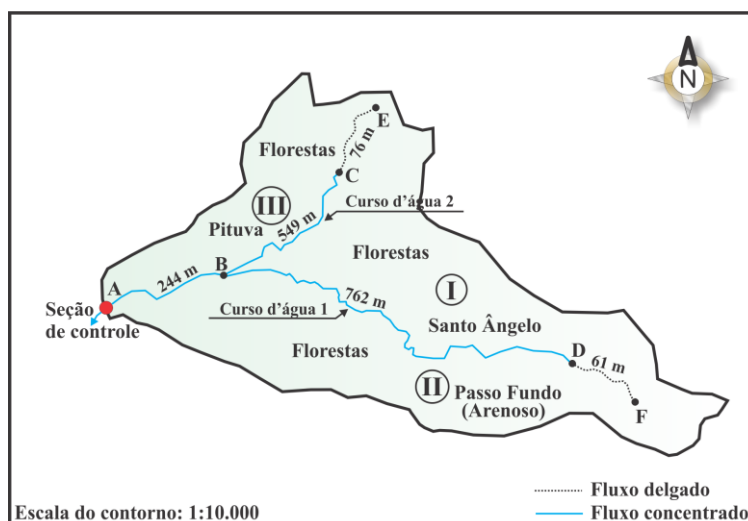 N
E
Florestas
76 m
C
III
Curso d'água 2
Pituva
549 m
Florestas
B
244 m
A
I
Seção
de controle
762 m
Curso d'água 1
Santo Ângelo
Florestas
D
61 m
II
Passo Fundo
(Arenoso)
F
Fluxo delgado
Escala do contorno: 1:10.000
Fluxo concentrado